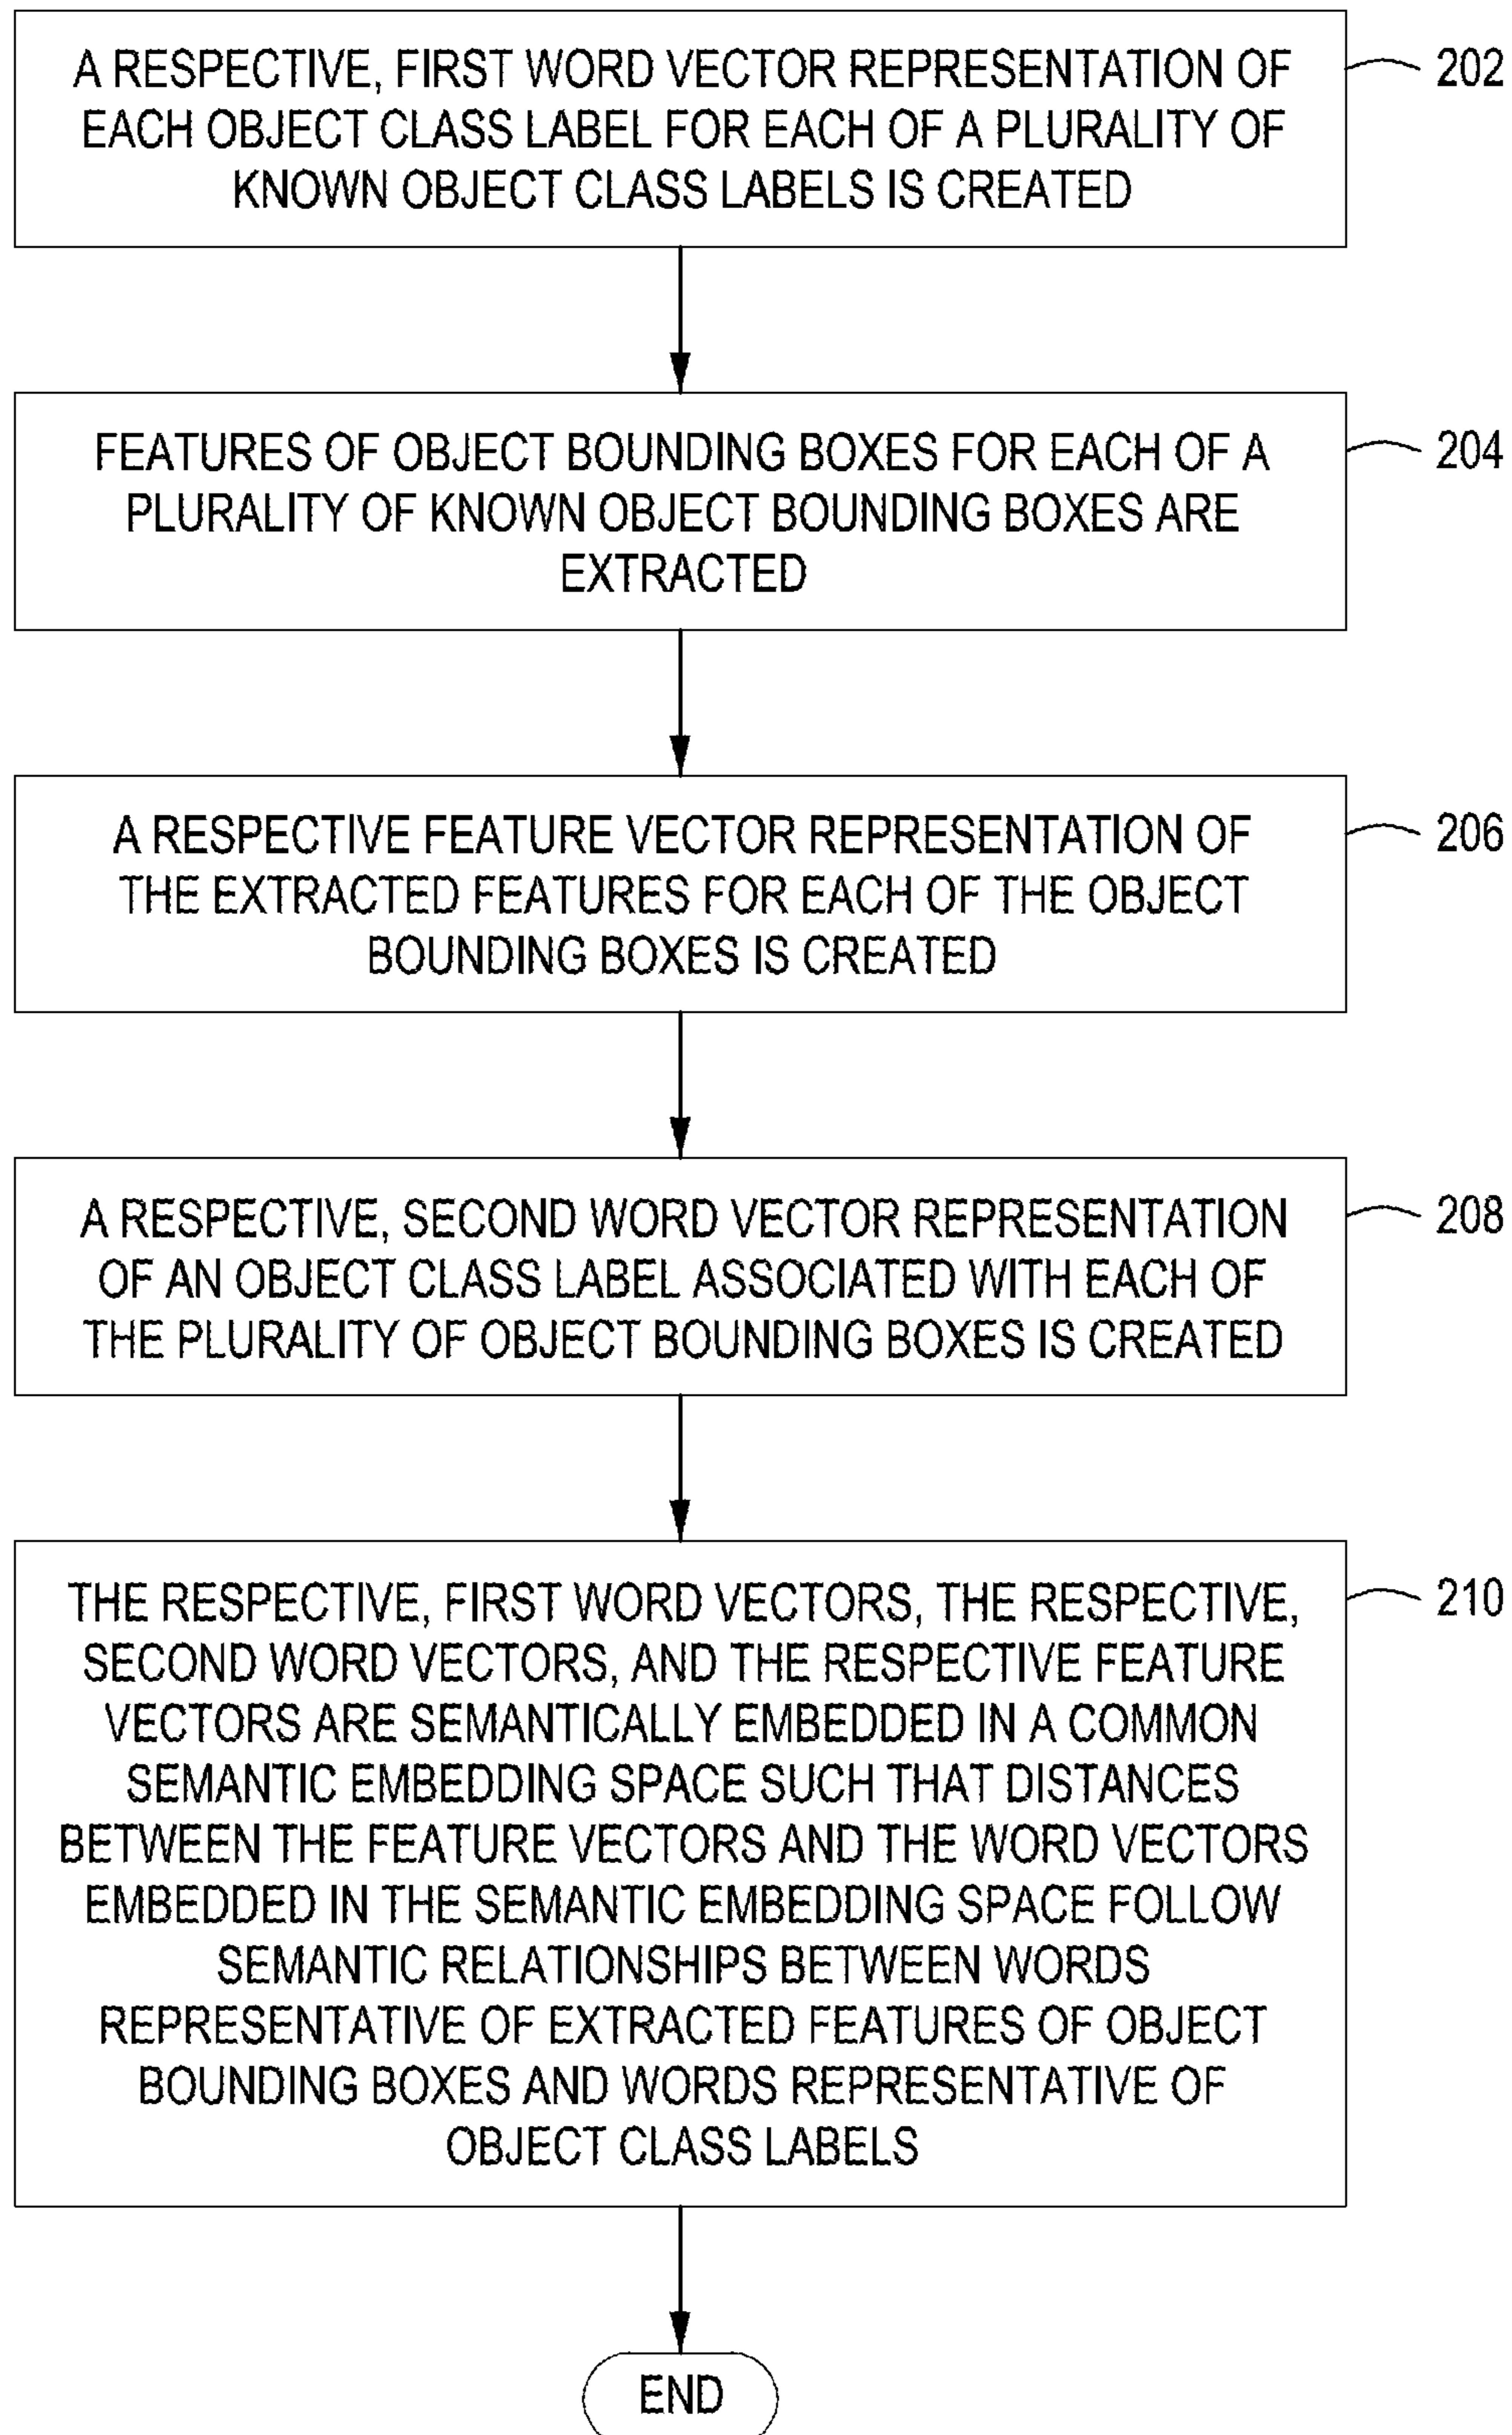 A RESPECTIVE, FIRST WORD VECTOR REPRESENTATION OF
EACH OBJECT CLASS LABEL FOR EACH OF A PLURALITY OF
KNOWN OBJECT CLASS LABELS IS CREATED
202
FEATURES OF OBJECT BOUNDING BOXES FOR EACH OF A
PLURALITY OF KNOWN OBJECT BOUNDING BOXES ARE
EXTRACTED
204
A RESPECTIVE FEATURE VECTOR REPRESENTATION OF
THE EXTRACTED FEATURES FOR EACH OF THE OBJECT
BOUNDING BOXES IS CREATED
206
A RESPECTIVE, SECOND WORD VECTOR REPRESENTATION
OF AN OBJECT CLASS LABEL ASSOCIATED WITH EACH OF
THE PLURALITY OF OBJECT BOUNDING BOXES IS CREATED
208
THE RESPECTIVE, FIRST WORD VECTORS, THE RESPECTIVE,
SECOND WORD VECTORS, AND THE RESPECTIVE FEATURE
VECTORS ARE SEMANTICALLY EMBEDDED IN A COMMON
SEMANTIC EMBEDDING SPACE SUCH THAT DISTANCES
BETWEEN THE FEATURE VECTORS AND THE WORD VECTORS
EMBEDDED IN THE SEMANTIC EMBEDDING SPACE FOLLOW
SEMANTIC RELATIONSHIPS BETWEEN WORDS
REPRESENTATIVE OF EXTRACTED FEATURES OF OBJECT
BOUNDING BOXES AND WORDS REPRESENTATIVE OF
OBJECT CLASS LABELS
210
END